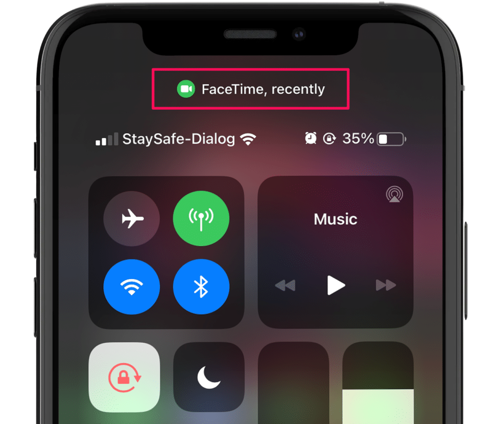 FaceTime, recently
StaySafe-Dialog 35%
Music